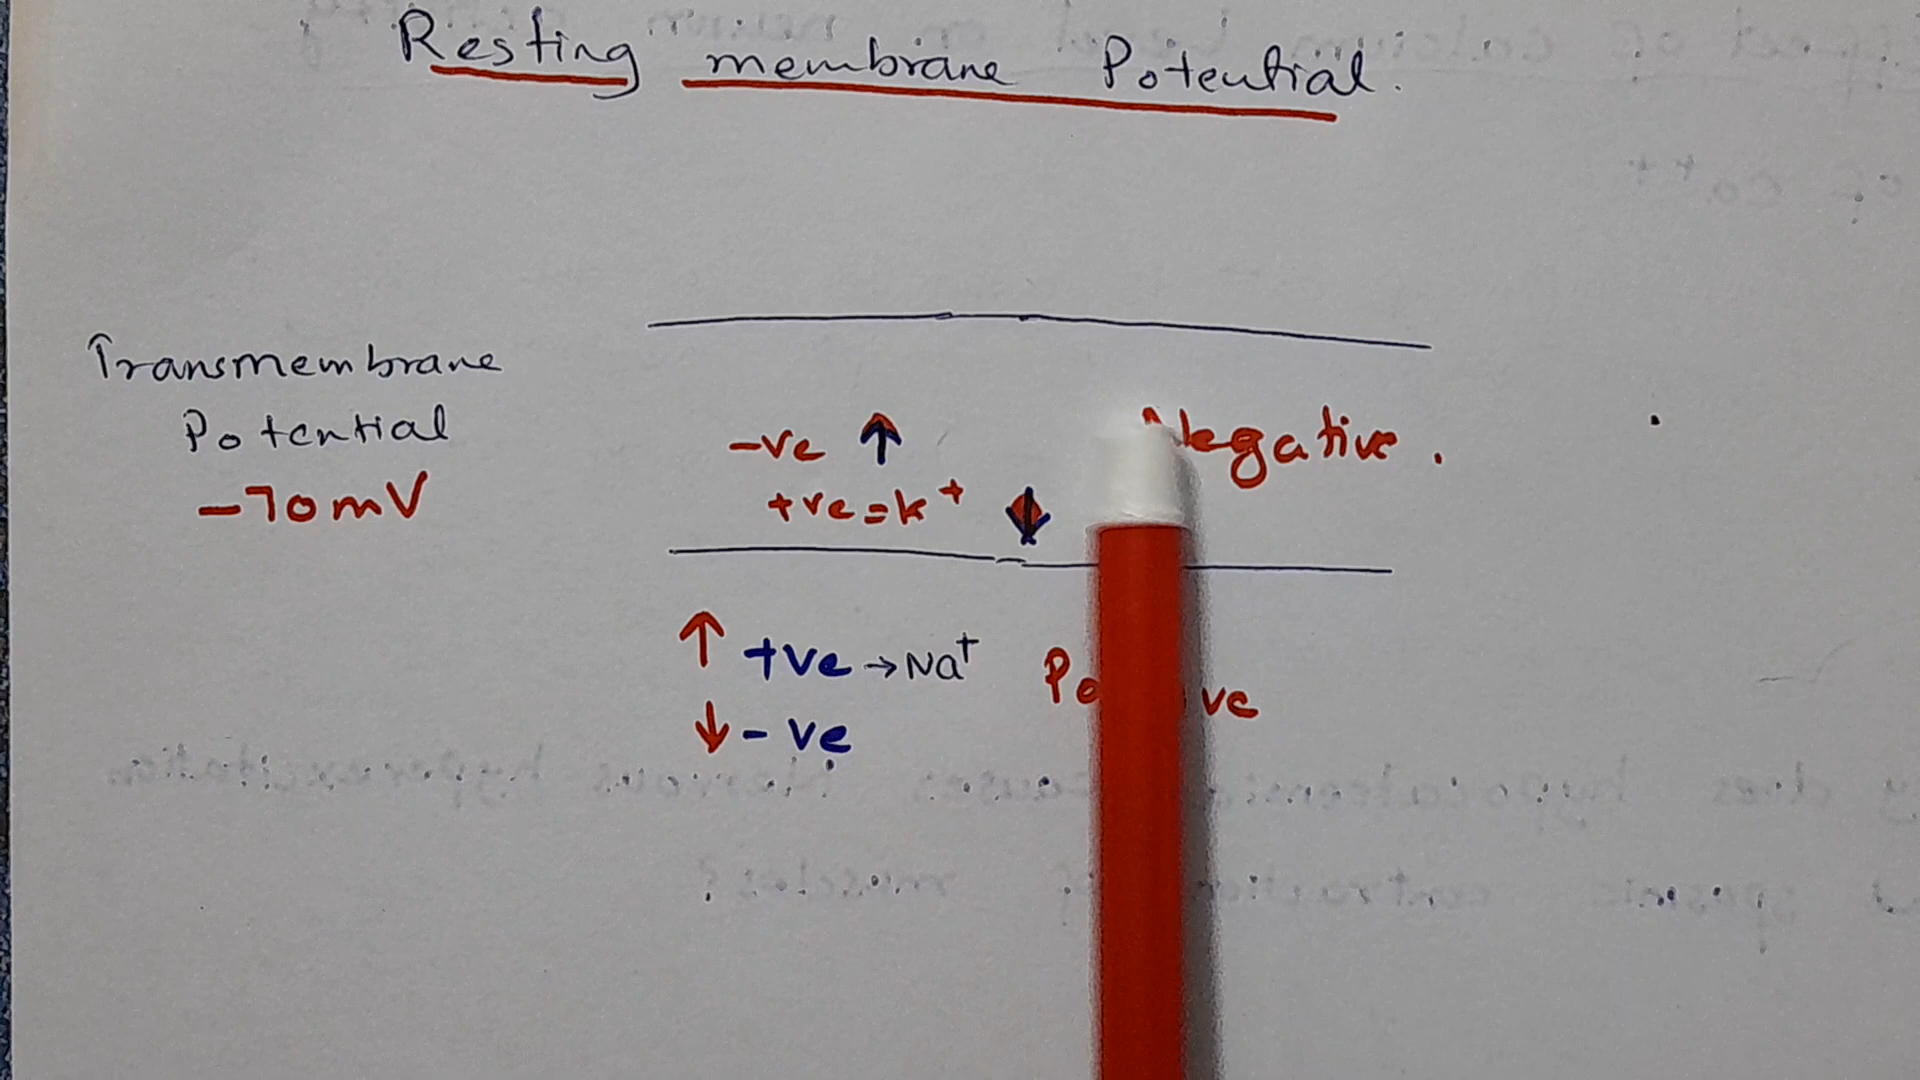 Resting membrane Potential.
Transmembrane
Potential
-70mV
-ve ↑ Negative.
+ve = K+ ↓
↑ +ve → Na+
↓ - ve